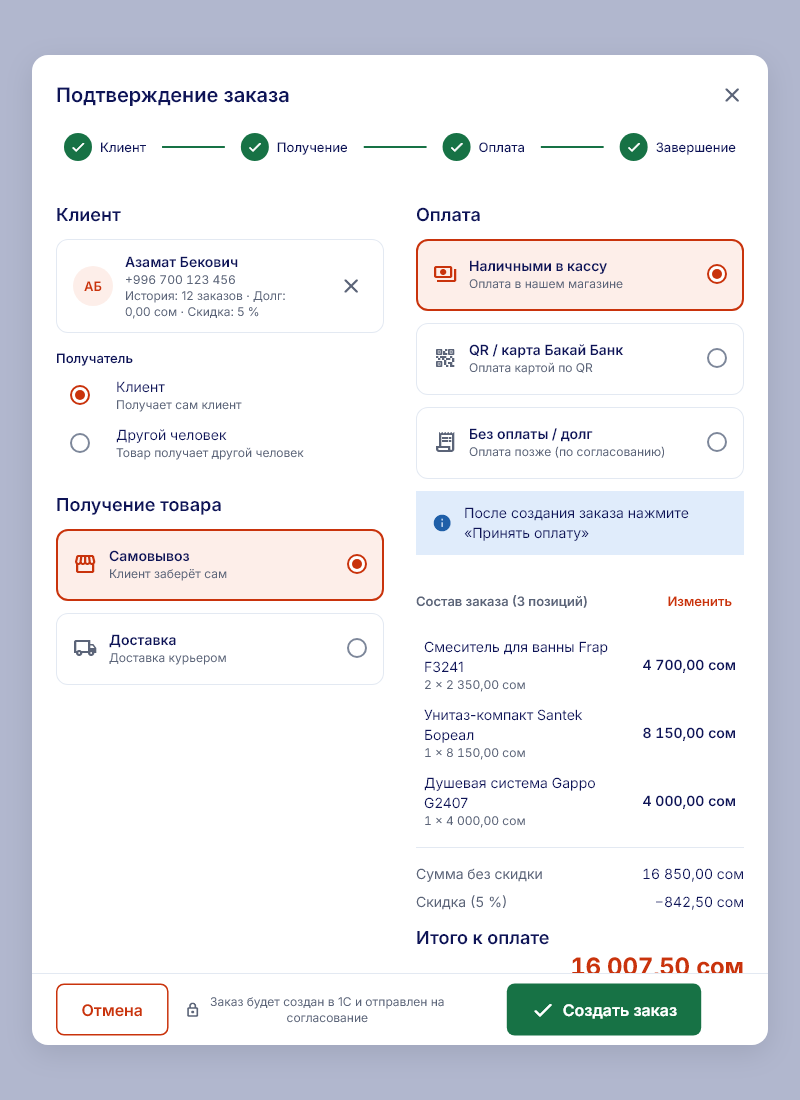 Подтверждение заказа
Клиент
Получение
Оплата
Завершение
Клиент
АБ
Азамат Бекович
+996 700 123 456
История: 12 заказов · Долг:
0,00 сом · Скидка: 5 %
Получатель
Клиент
Получает сам клиент
Другой человек
Товар получает другой человек
Получение товара
Самовывоз
Клиент заберёт сам
Доставка
Доставка курьером
Оплата
Наличными в кассу
Оплата в нашем магазине
QR / карта Бакай Банк
Оплата картой по QR
Без оплаты / долг
Оплата позже (по согласованию)
После создания заказа нажмите
«Принять оплату»
Состав заказа (3 позиций)
Изменить
Смеситель для ванны Frap
F3241
2 × 2 350,00 сом
4 700,00 сом
Унитаз-компакт Santek
Бореал
1 × 8 150,00 сом
8 150,00 сом
Душевая система Gappo
G2407
1 × 4 000,00 сом
4 000,00 сом
Сумма без скидки
16 850,00 сом
Скидка (5 %)
−842,50 сом
Итого к оплате
16 007,50 сом
Отмена
Заказ будет создан в 1С и отправлен на
согласование
Создать заказ